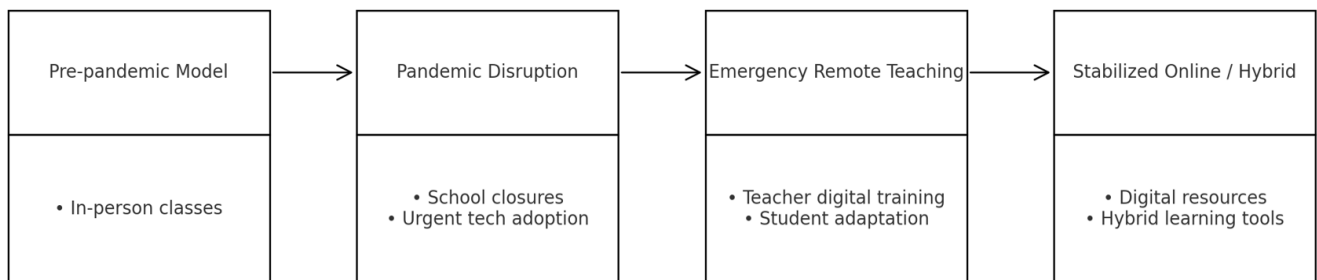 Pre-pandemic Model
Pandemic Disruption
Emergency Remote Teaching
Stabilized Online / Hybrid
• In-person classes
• School closures
• Urgent tech adoption
• Teacher digital training
• Student adaptation
• Digital resources
• Hybrid learning tools